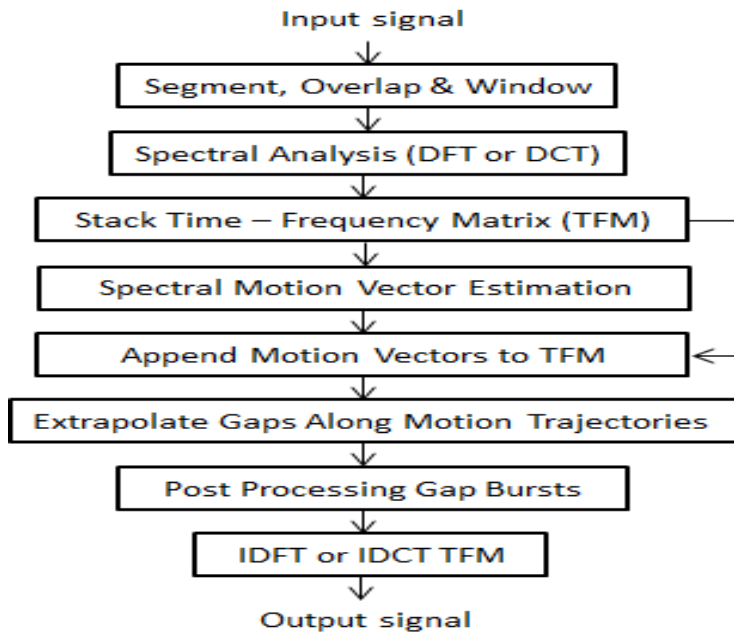 Input signal
Segment, Overlap & Window
Spectral Analysis (DFT or DCT)
Stack Time – Frequency Matrix (TFM)
Spectral Motion Vector Estimation
Append Motion Vectors to TFM
Extrapolate Gaps Along Motion Trajectories
Post Processing Gap Bursts
IDFT or IDCT TFM
Output signal